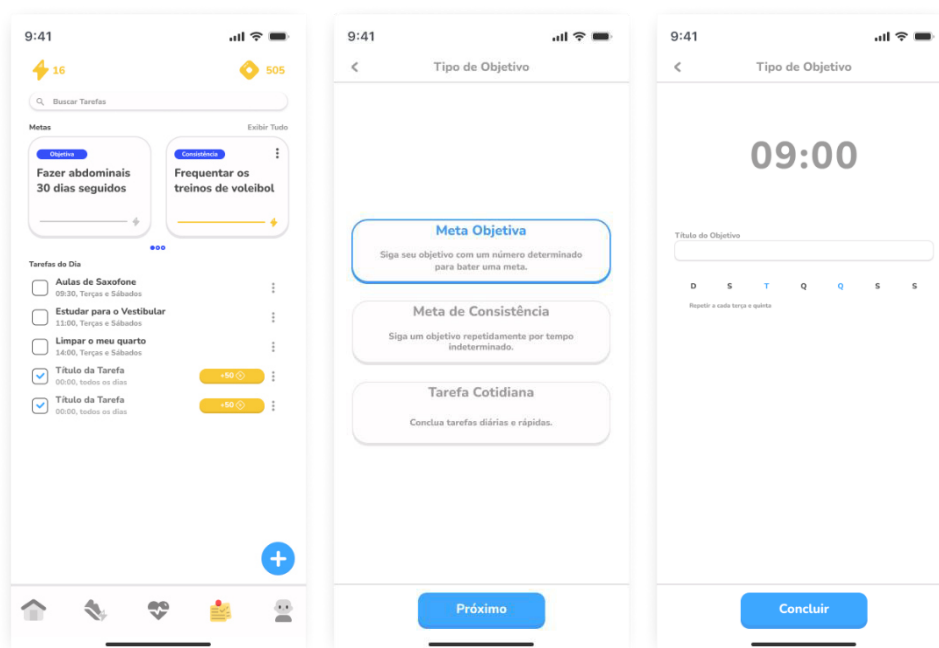 9:41
16
505
Buscar Tarefas
Metas
Exibir Tudo
Objetiva
Fazer abdominais
30 dias seguidos
Consistência
Frequentar os
treinos de voleibol
Tarefas do Dia
Aulas de Saxofone
09:30, Terças e Sábados
Estudar para o Vestibular
11:00, Terças e Sábados
Limpar o meu quarto
14:00, Terças e Sábados
Título da Tarefa
00:00, todos os dias
+50
Título da Tarefa
00:00, todos os dias
+50
9:41
Tipo de Objetivo
Meta Objetiva
Siga seu objetivo com um número determinado
para bater uma meta.
Meta de Consistência
Siga um objetivo repetidamente por tempo
indeterminado.
Tarefa Cotidiana
Conclua tarefas diárias e rápidas.
Próximo
9:41
Tipo de Objetivo
09:00
Título do Objetivo
D S T Q Q S S
Repetir a cada terça e quinta
Concluir